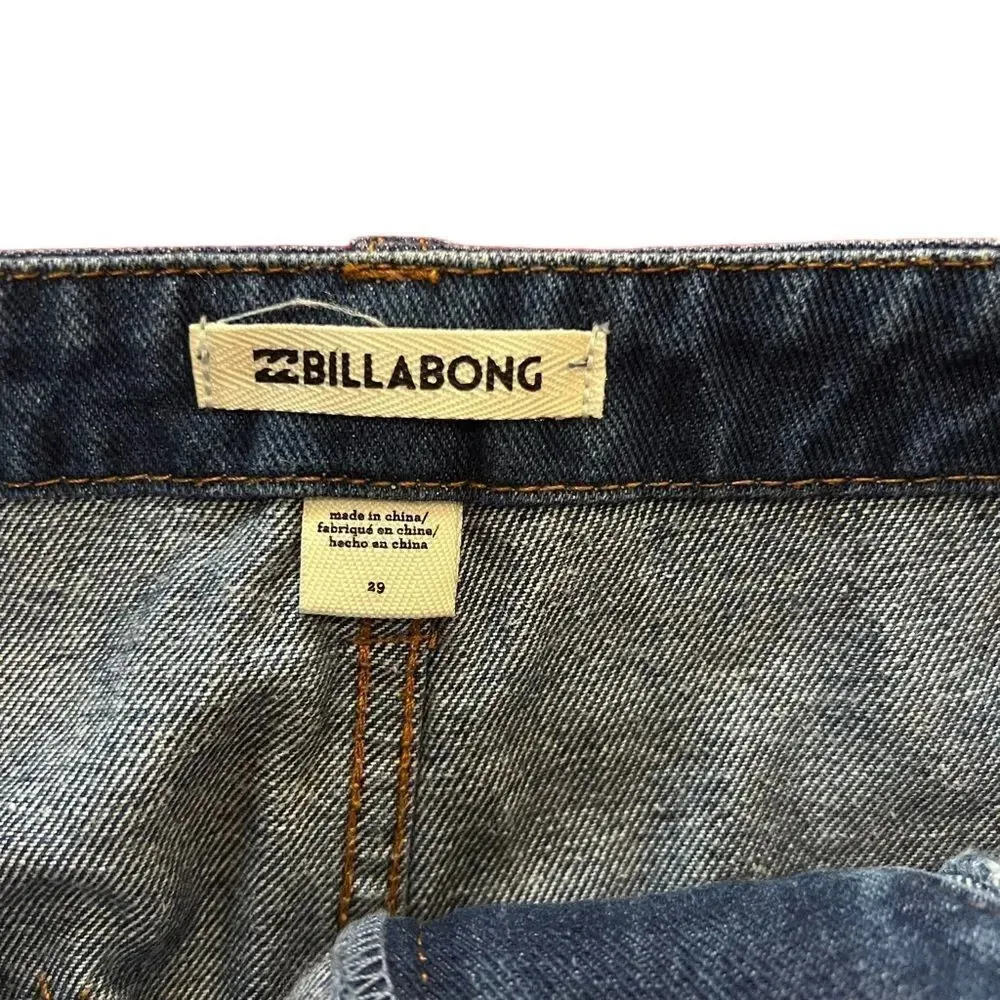 BILLABONG
made in china/
fabriqué en chine/
hecho en china
29